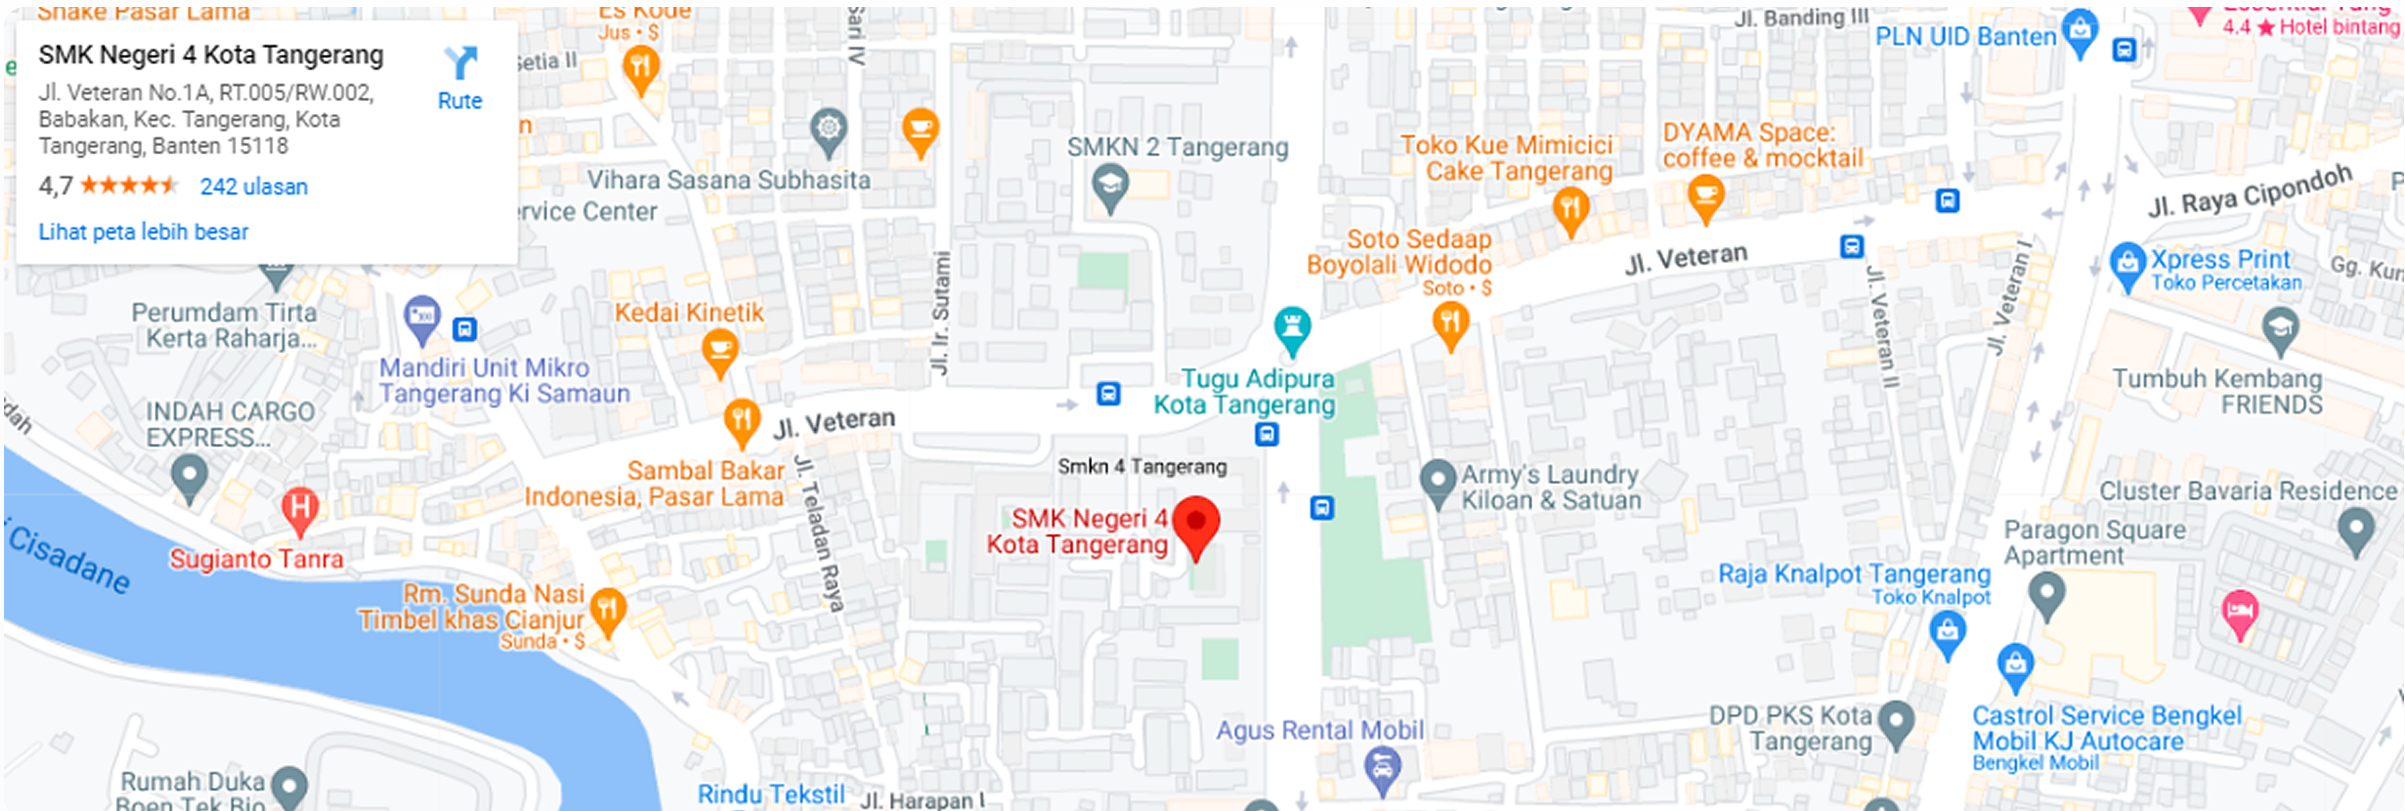 Snake Pasar Lama
SMK Negeri 4 Kota Tangerang
Jl. Veteran No.1A, RT.005/RW.002,
Babakan, Kec. Tangerang, Kota
Tangerang, Banten 15118
4,7
242 ulasan
Lihat peta lebih besar
Rute
Es Kode
Jus • $
Setia II
Sari IV
Jl. Banding III
PLN UID Banten
4.4 ★ Hotel bintang
Vihara Sasana Subhasita
ervice Center
SMKN 2 Tangerang
Toko Kue Mimicici
Cake Tangerang
DYAMA Space:
coffee & mocktail
Jl. Raya Cipondoh
Soto Sedaap
Boyolali Widodo
Soto • $
Jl. Veteran
Jl. Veteran II
Jl. Veteran I
Xpress Print
Toko Percetakan
Gg. Kun
Perumdam Tirta
Kerta Raharja...
Kedai Kinetik
Jl. Ir. Sutami
Mandiri Unit Mikro
Tangerang Ki Samaun
Tugu Adipura
Kota Tangerang
Tumbuh Kembang
FRIENDS
INDAH CARGO
EXPRESS...
dah
Jl. Veteran
Sambal Bakar
Indonesia, Pasar Lama
Jl. Teladan Raya
Smkn 4 Tangerang
SMK Negeri 4
Kota Tangerang
Army's Laundry
Kiloan & Satuan
Cluster Bavaria Residence
Paragon Square
Apartment
i Cisadane
Sugianto Tanra
Rm. Sunda Nasi
Timbel khas Cianjur
Sunda • $
Raja Knalpot Tangerang
Toko Knalpot
Agus Rental Mobil
DPD PKS Kota
Tangerang
Castrol Service Bengkel
Mobil KJ Autocare
Bengkel Mobil
Rumah Duka
Boen Tek Bio
Rindu Tekstil
Jl. Harapan I